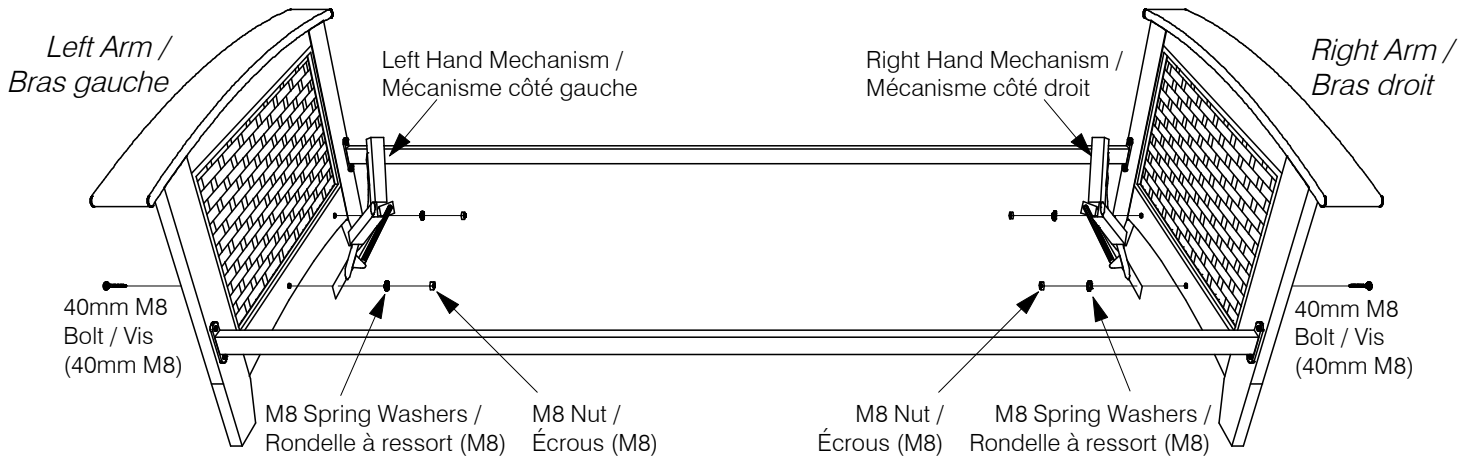 Left Arm /
Bras gauche
Left Hand Mechanism /
Mécanisme côté gauche
Right Hand Mechanism /
Mécanisme côté droit
Right Arm /
Bras droit
40mm M8
Bolt / Vis
(40mm M8)
40mm M8
Bolt / Vis
(40mm M8)
M8 Spring Washers /
Rondelle à ressort (M8)
M8 Nut /
Écrous (M8)
M8 Nut /
Écrous (M8)
M8 Spring Washers /
Rondelle à ressort (M8)